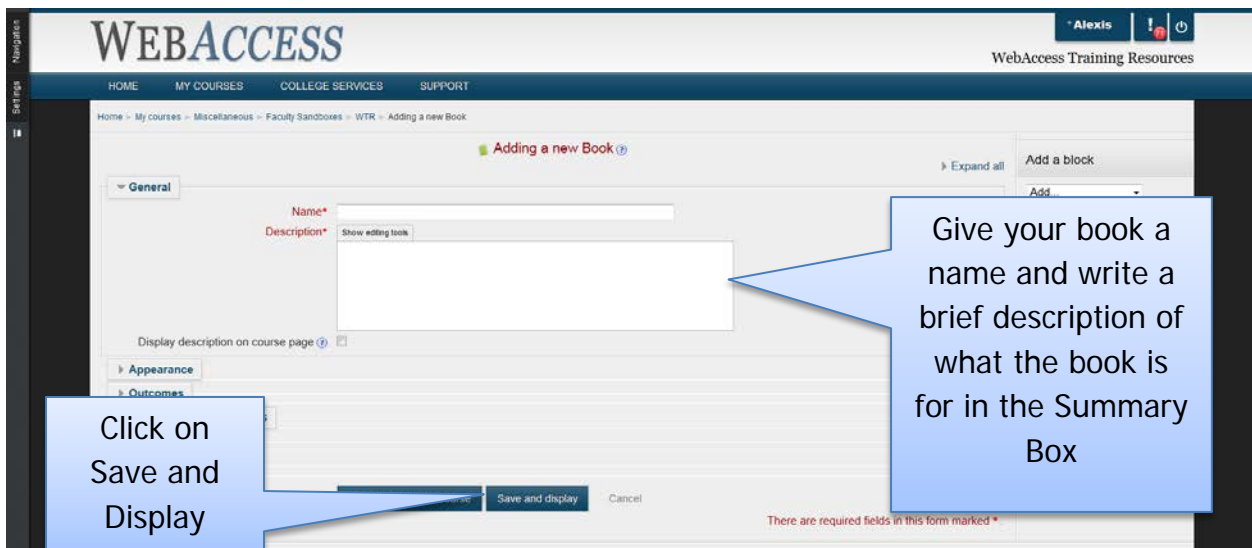 Navigation
Settings
WEBACCESS
Alexis
!
WebAccess Training Resources
HOME MY COURSES COLLEGE SERVICES SUPPORT
Home ▸ My courses ▸ Miscellaneous ▸ Faculty Sandboxes ▸ WTR ▸ Adding a new Book
Adding a new Book ?
Expand all
Add a block
Add...
General
Name*
Description*
Show editing tools
Display description on course page ?
Appearance
Outcomes
Give your book a
name and write a
brief description of
what the book is
for in the Summary
Box
Click on
Save and
Display
Save and display
Cancel
There are required fields in this form marked *